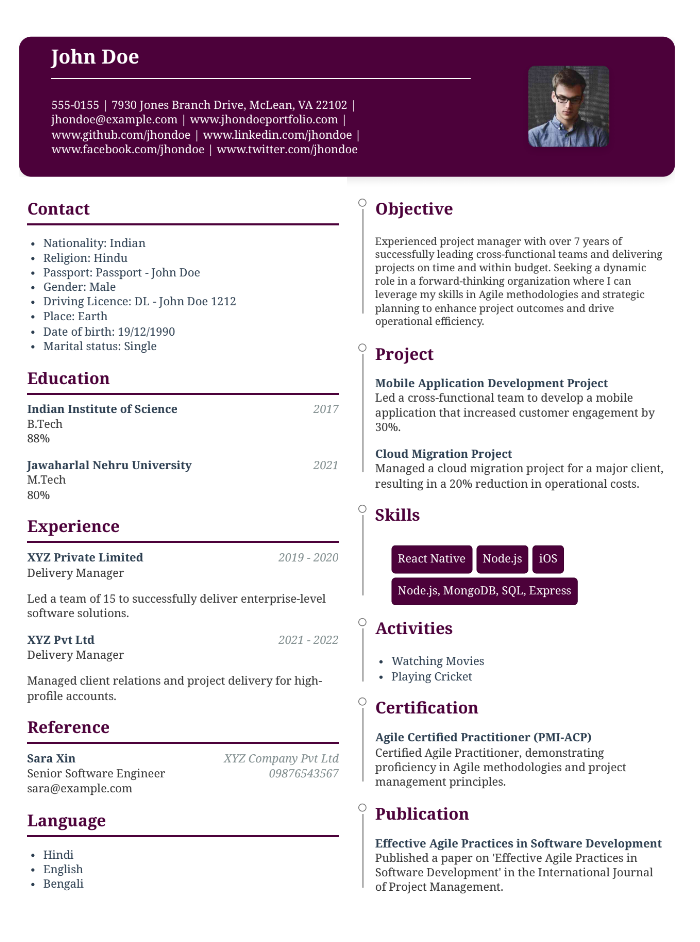 John Doe
555-0155 | 7930 Jones Branch Drive, McLean, VA 22102 |
jhondoe@example.com | www.jhondoeportfolio.com |
www.github.com/jhondoe | www.linkedin.com/jhondoe |
www.facebook.com/jhondoe | www.twitter.com/jhondoe
Contact
• Nationality: Indian
• Religion: Hindu
• Passport: Passport - John Doe
• Gender: Male
• Driving Licence: DL - John Doe 1212
• Place: Earth
• Date of birth: 19/12/1990
• Marital status: Single
Education
Indian Institute of Science 2017
B.Tech
88%
Jawaharlal Nehru University 2021
M.Tech
80%
Experience
XYZ Private Limited 2019 - 2020
Delivery Manager
Led a team of 15 to successfully deliver enterprise-level
software solutions.
XYZ Pvt Ltd 2021 - 2022
Delivery Manager
Managed client relations and project delivery for high-
profile accounts.
Reference
Sara Xin XYZ Company Pvt Ltd
Senior Software Engineer 09876543567
sara@example.com
Language
• Hindi
• English
• Bengali
Objective
Experienced project manager with over 7 years of
successfully leading cross-functional teams and delivering
projects on time and within budget. Seeking a dynamic
role in a forward-thinking organization where I can
leverage my skills in Agile methodologies and strategic
planning to enhance project outcomes and drive
operational efficiency.
Project
Mobile Application Development Project
Led a cross-functional team to develop a mobile
application that increased customer engagement by
30%.
Cloud Migration Project
Managed a cloud migration project for a major client,
resulting in a 20% reduction in operational costs.
Skills
React Native Node.js iOS
Node.js, MongoDB, SQL, Express
Activities
• Watching Movies
• Playing Cricket
Certification
Agile Certified Practitioner (PMI-ACP)
Certified Agile Practitioner, demonstrating
proficiency in Agile methodologies and project
management principles.
Publication
Effective Agile Practices in Software Development
Published a paper on 'Effective Agile Practices in
Software Development' in the International Journal
of Project Management.